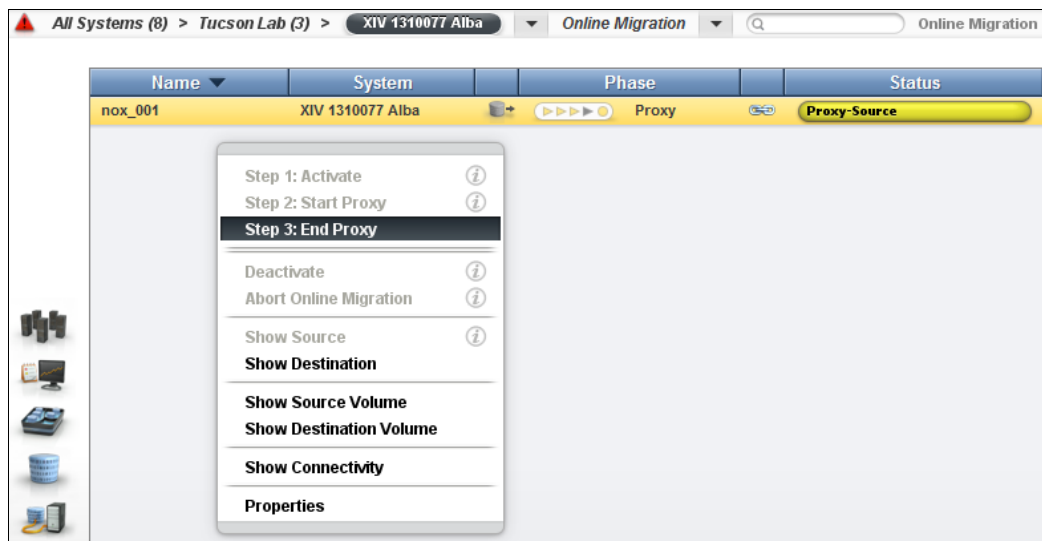 All Systems (8) > Tucson Lab (3) > XIV 1310077 Alba Online Migration Online Migration
Name System Phase Status
nox_001 XIV 1310077 Alba Proxy Proxy-Source
Step 1: Activate
Step 2: Start Proxy
Step 3: End Proxy
Deactivate
Abort Online Migration
Show Source
Show Destination
Show Source Volume
Show Destination Volume
Show Connectivity
Properties